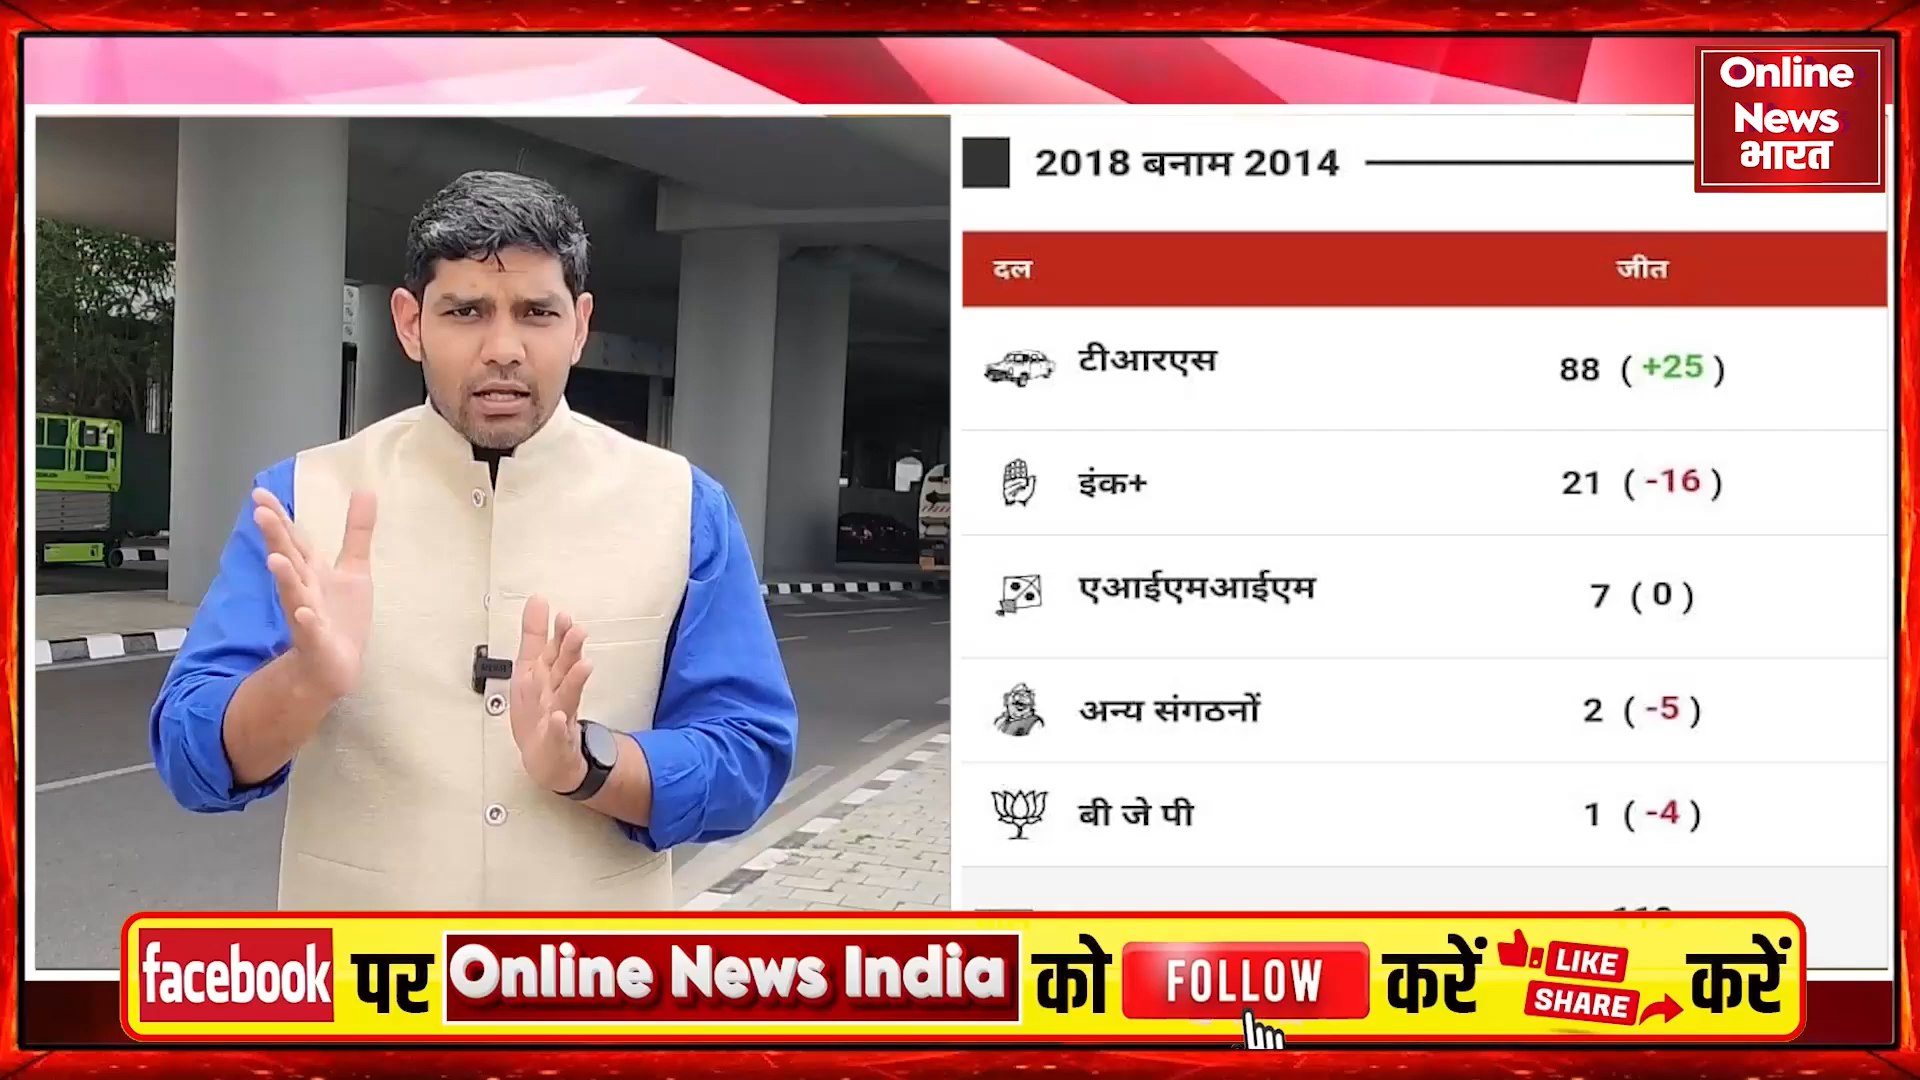 Online
News
भारत
2018 बनाम 2014
दल जीत
टीआरएस 88 ( +25 )
इंक+ 21 ( -16 )
एआईएमआईएम 7 ( 0 )
अन्य संगठनों 2 ( -5 )
बी जे पी 1 ( -4 )
facebook पर Online News India को FOLLOW करें LIKE SHARE करें